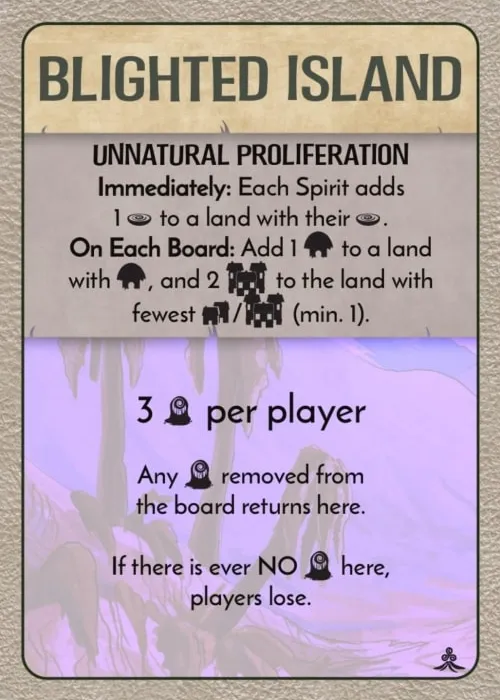 BLIGHTED ISLAND
UNNATURAL PROLIFERATION
Immediately: Each Spirit adds
1 to a land with their .
On Each Board: Add 1 to a land
with , and 2 to the land with
fewest / (min. 1).
3 per player
Any removed from
the board returns here.
If there is ever NO here,
players lose.